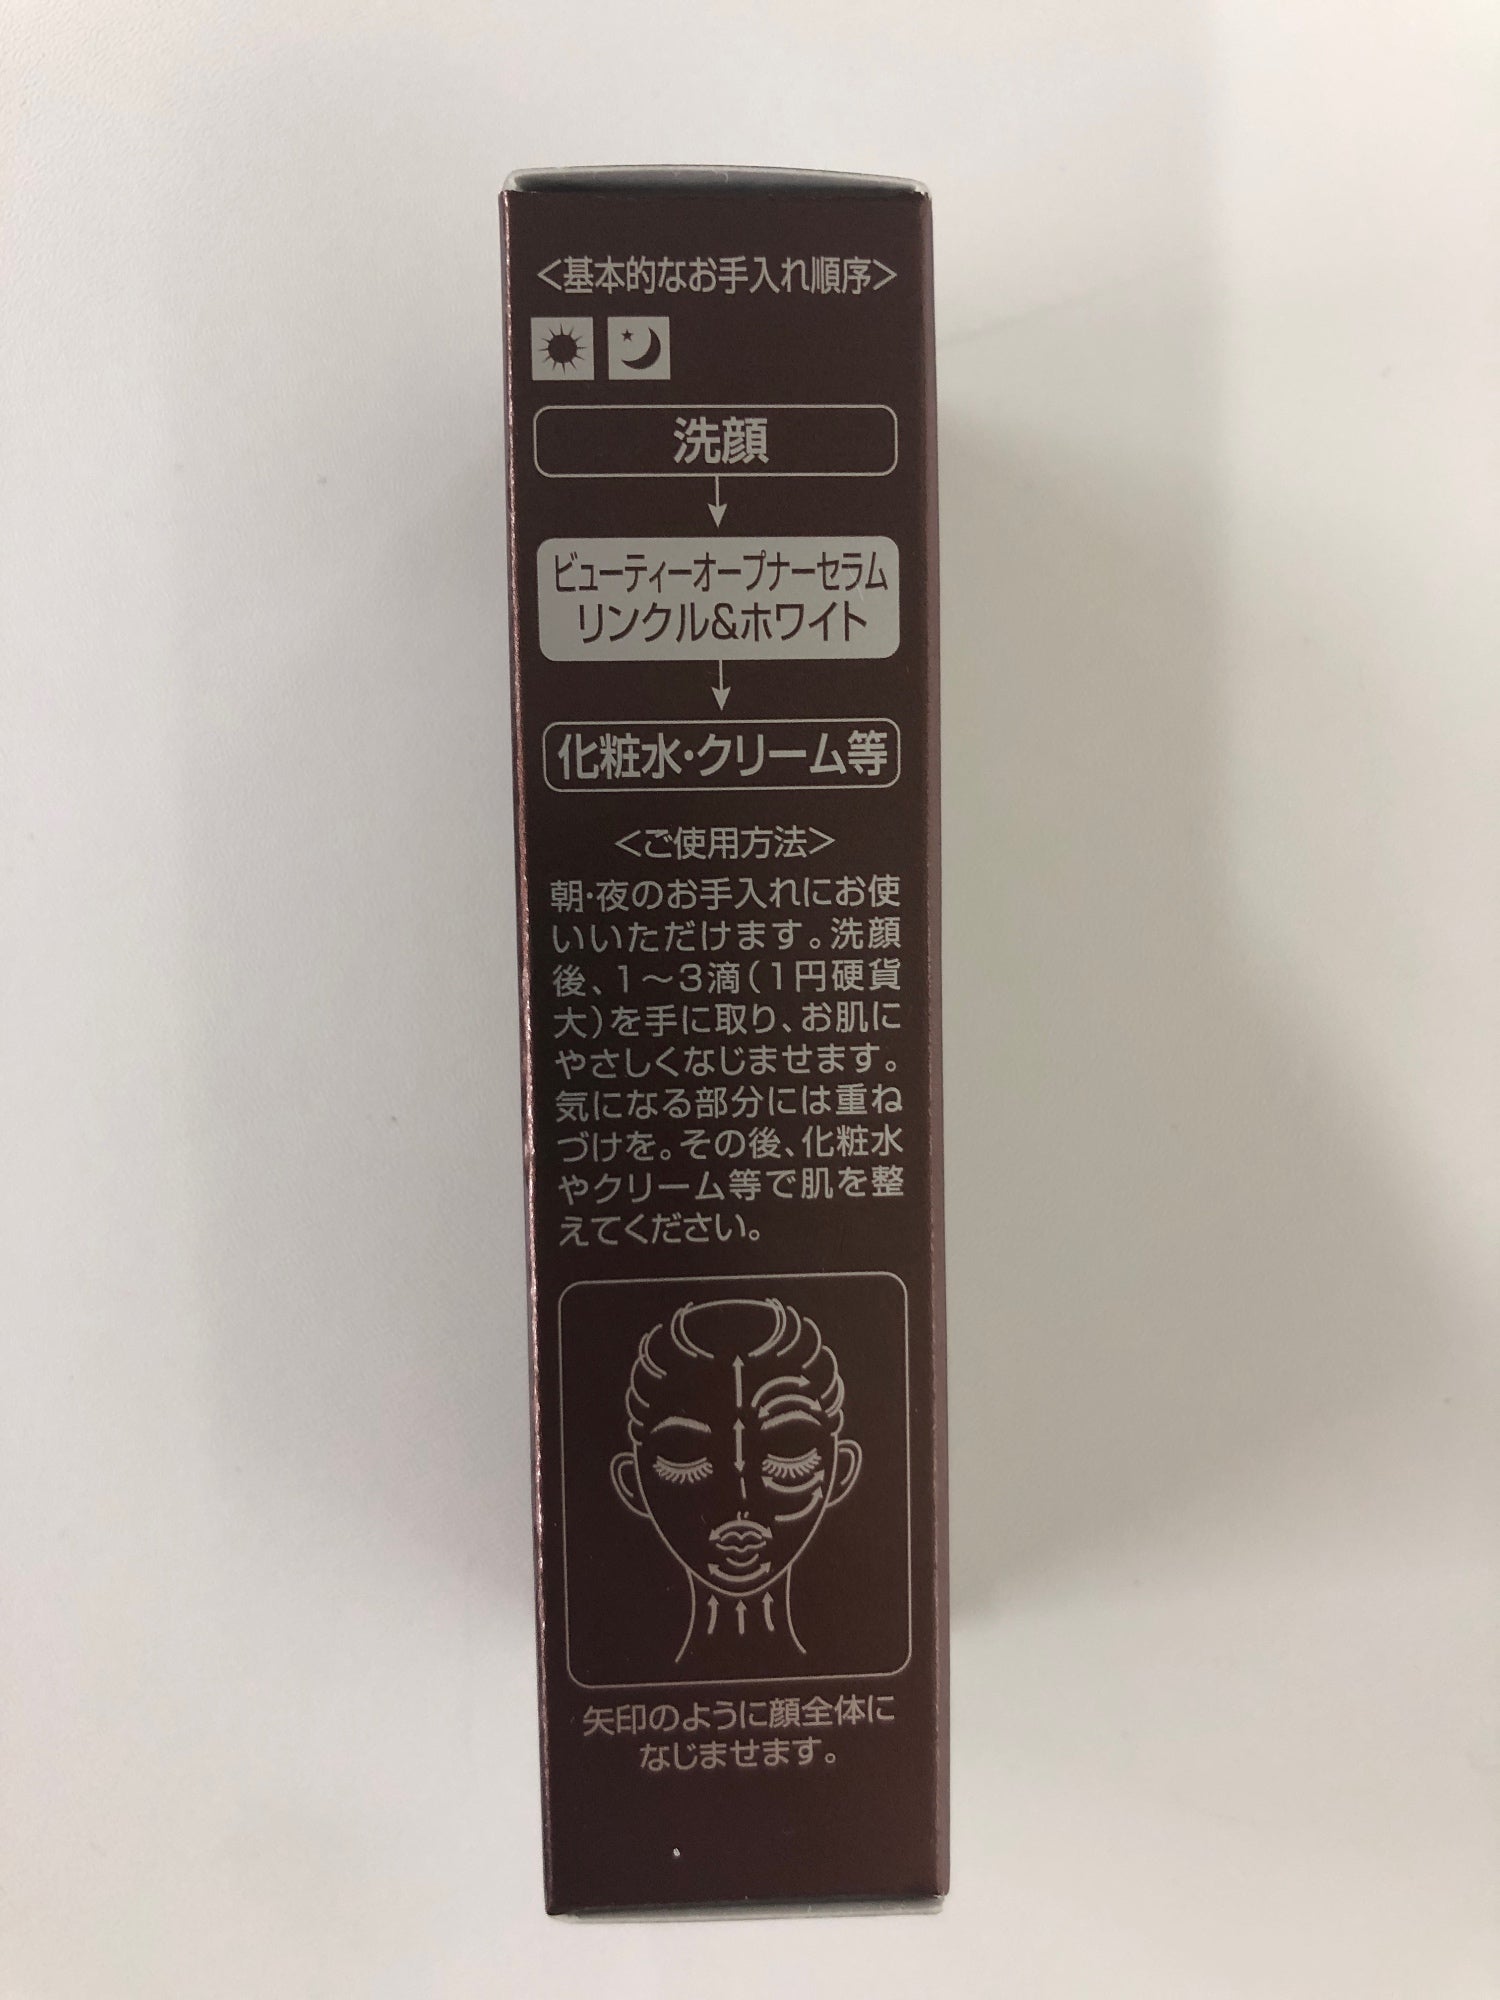 <基本的なお手入れ順序>
洗顔
ビューティーオープナーセラム
リンクル&ホワイト
化粧水・クリーム等
<ご使用方法>
朝・夜のお手入れにお使
いいただけます。洗顔
後、1〜3滴(1円硬貨
大)を手に取り、お肌に
やさしくなじませます。
気になる部分には重ね
づけを。その後、化粧水
やクリーム等で肌を整
えてください。
矢印のように顔全体に
なじませます。